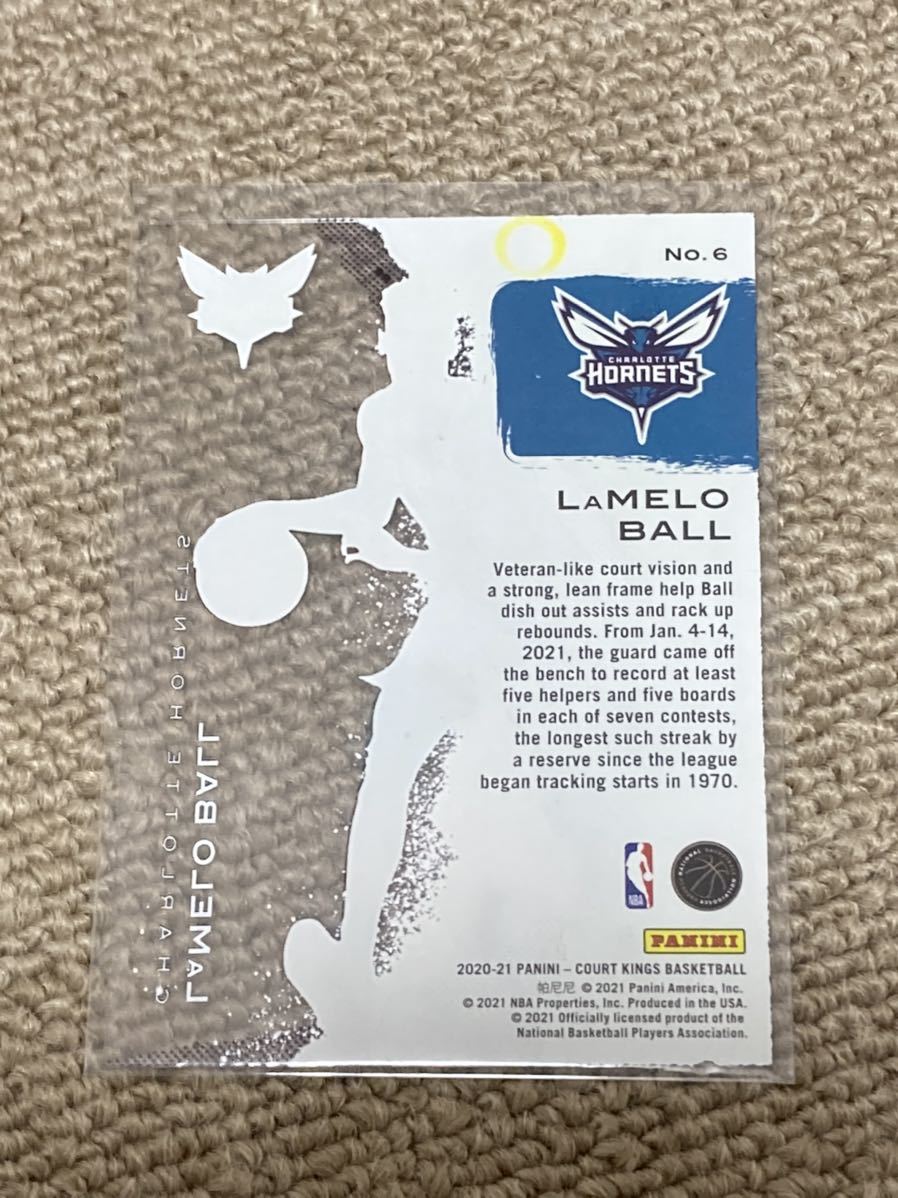 No. 6
CHARLOTTE
HORNETS
LaMELO
BALL
Veteran-like court vision and
a strong, lean frame help Ball
dish out assists and rack up
rebounds. From Jan. 4-14,
2021, the guard came off
the bench to record at least
five helpers and five boards
in each of seven contests,
the longest such streak by
a reserve since the league
began tracking starts in 1970.
LAMELO BALL
CHARLOTTE HORNETS
NBA
NATIONAL BASKETBALL PLAYERS ASSOCIATION
PANINI
2020-21 PANINI – COURT KINGS BASKETBALL
帕尼尼 © 2021 Panini America, Inc.
© 2021 NBA Properties, Inc. Produced in the USA.
© 2021 Officially licensed product of the
National Basketball Players Association.